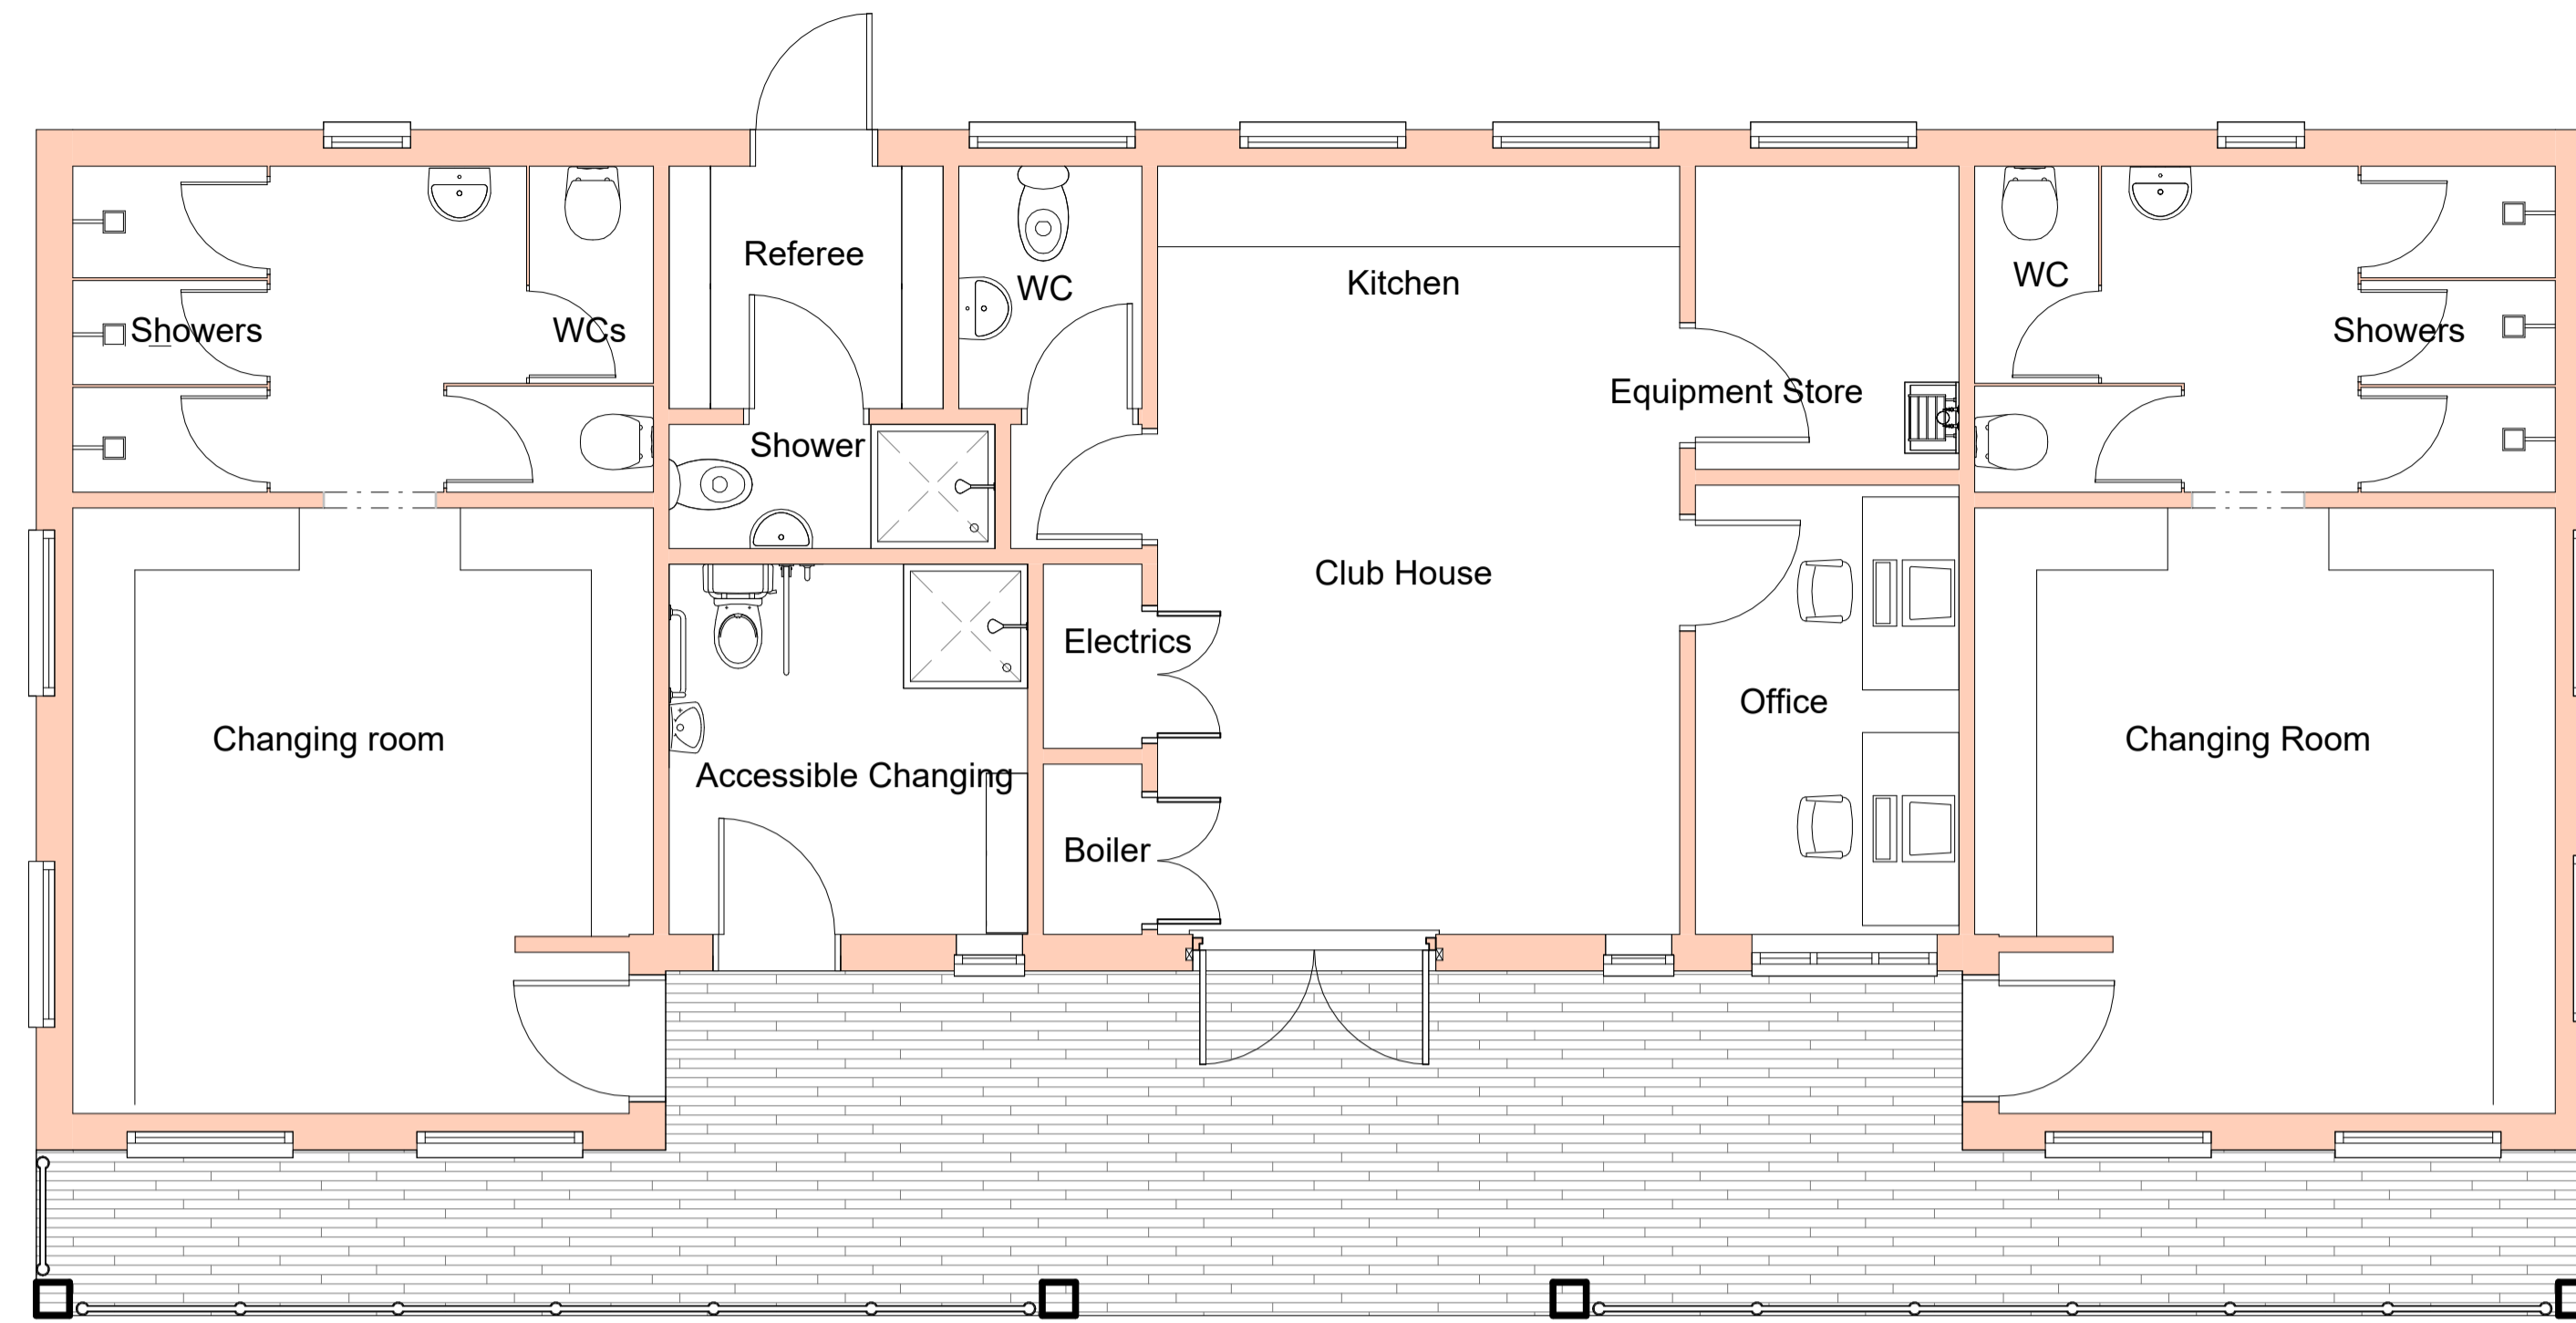 Referee
WC
Kitchen
WC
Showers
WCs
Showers
Equipment Store
Shower
Club House
Electrics
Office
Changing room
Changing Room
Accessible Changing
Boiler